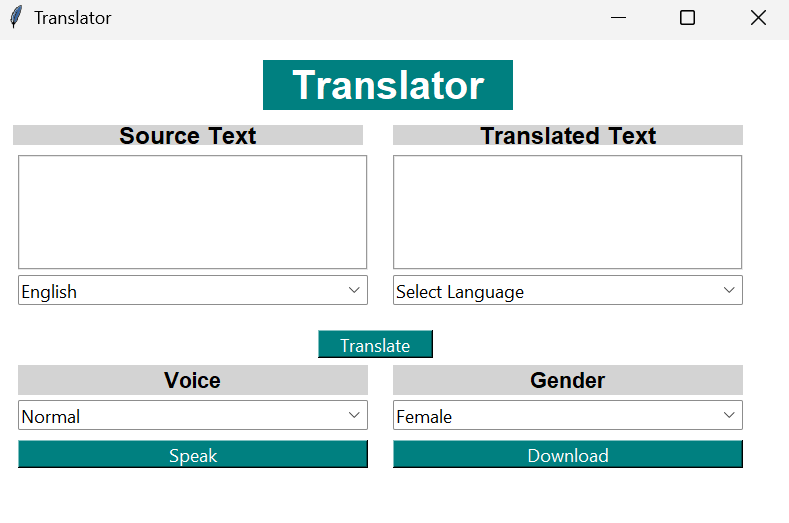 Translator
Translator
Source Text
Translated Text
English
Select Language
Translate
Voice
Gender
Normal
Female
Speak
Download